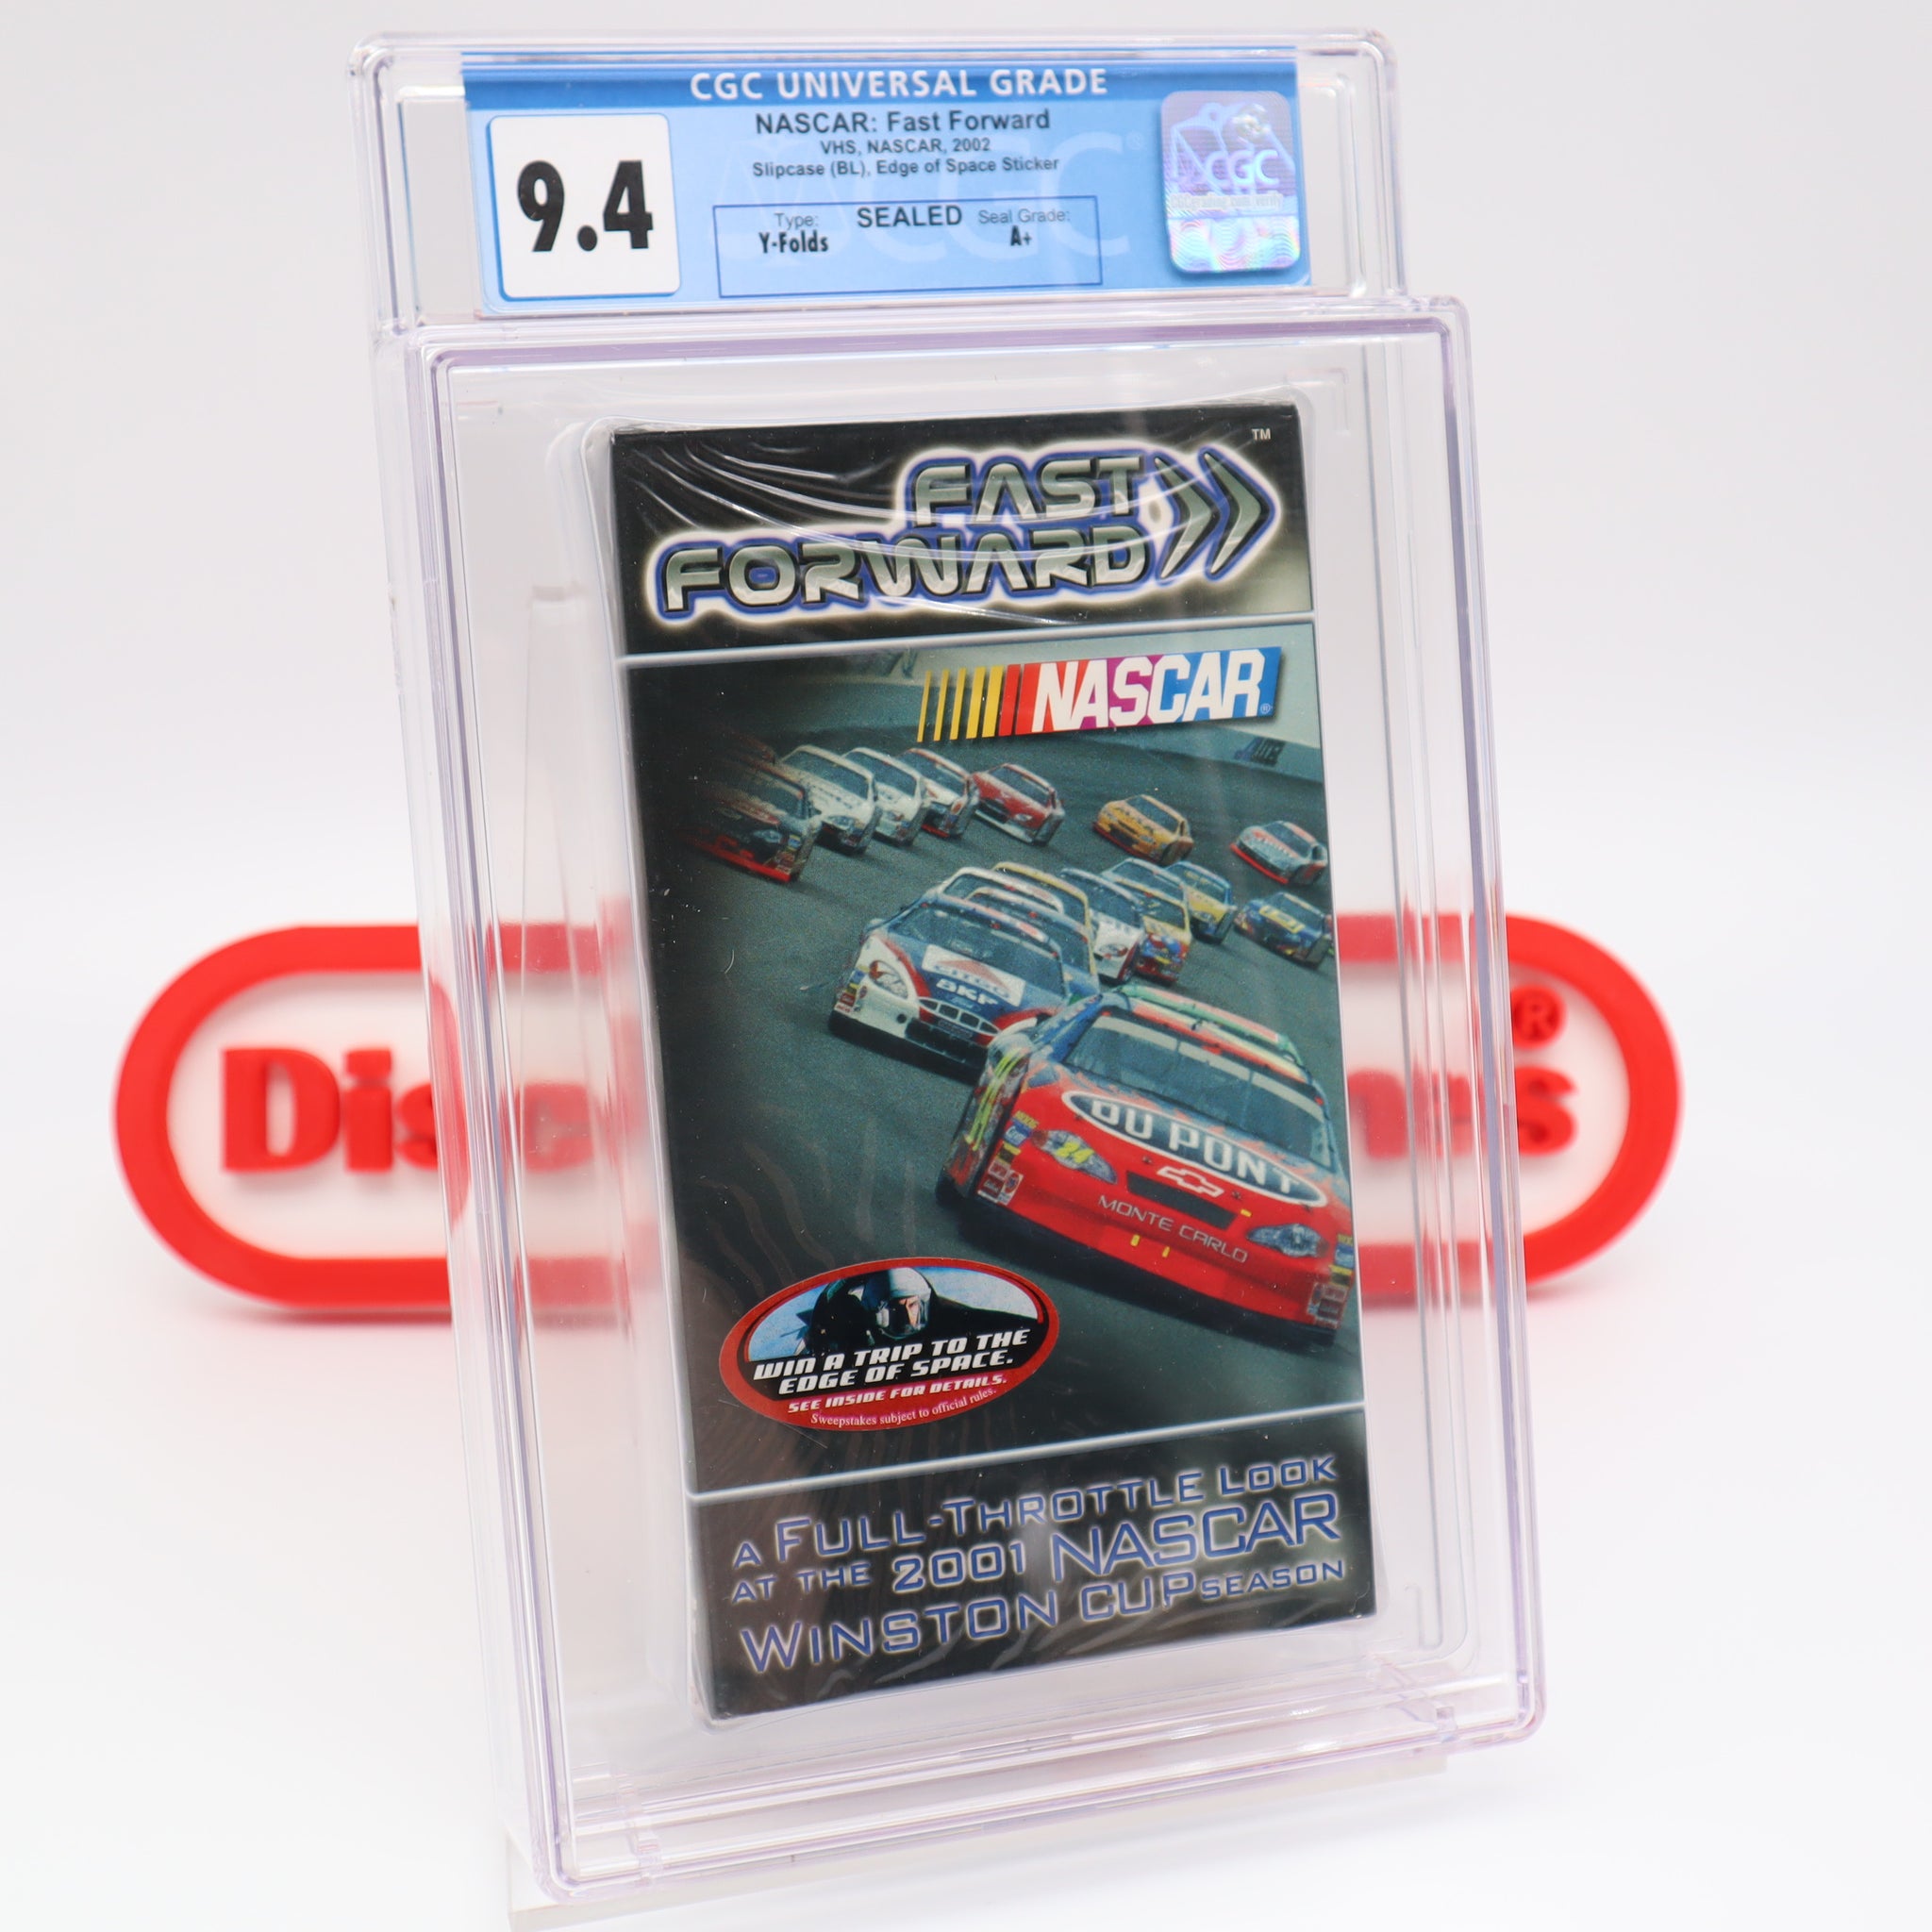 CGC UNIVERSAL GRADE
9.4
NASCAR: Fast Forward
VHS, NASCAR, 2002
Slipcase (BL), Edge of Space Sticker
Type: SEALED Seal Grade:
Y-Folds A+
CGC
FAST
FORWARD
TM
NASCAR®
CITGO
DU PONT
24
MONTE CARLO
WIN A TRIP TO THE
EDGE OF SPACE.
SEE INSIDE FOR DETAILS.
Sweepstakes subject to official rules.
A FULL-THROTTLE LOOK
AT THE 2001 NASCAR
WINSTON CUP SEASON
®